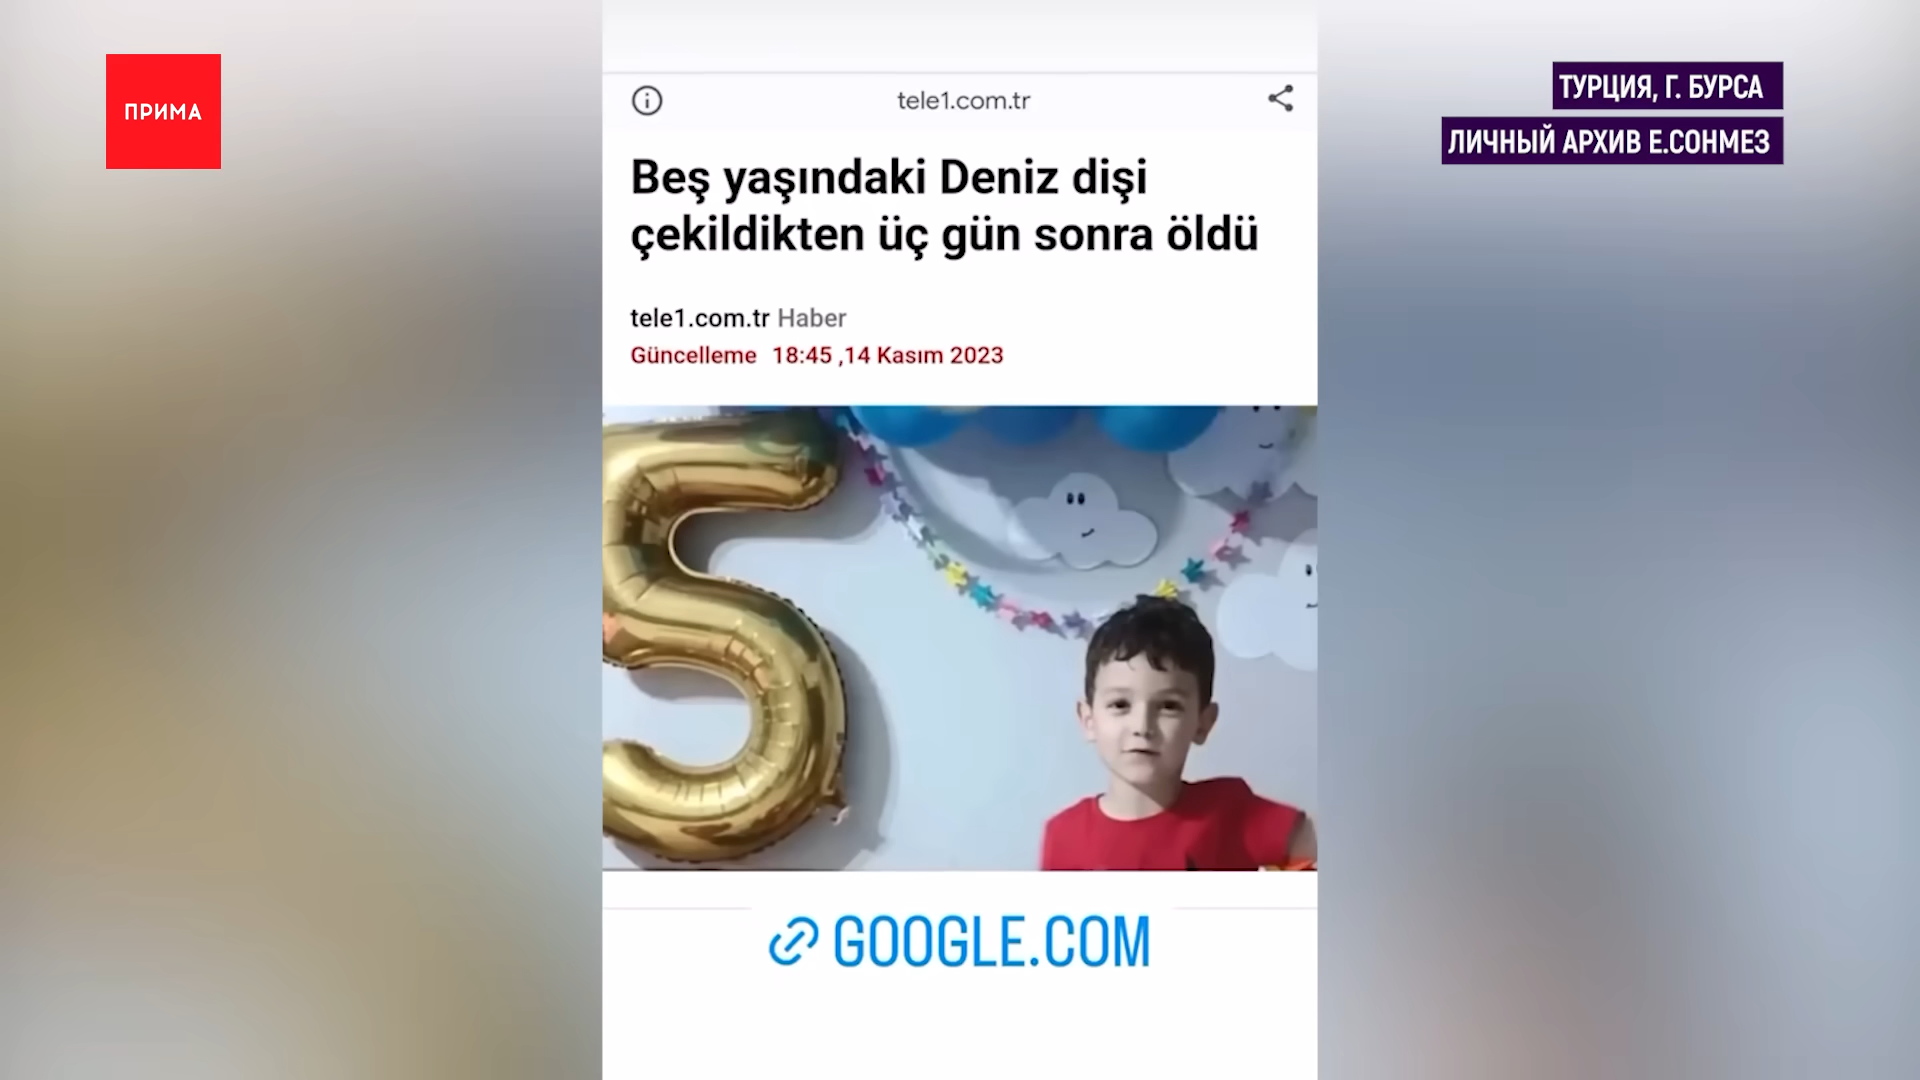 ПРИМА
ТУРЦИЯ, Г. БУРСА
ЛИЧНЫЙ АРХИВ Е.СОНМЕЗ
tele1.com.tr
Beş yaşındaki Deniz dişi
çekildikten üç gün sonra öldü
tele1.com.tr Haber
Güncelleme 18:45 ,14 Kasım 2023
5
GOOGLE.COM